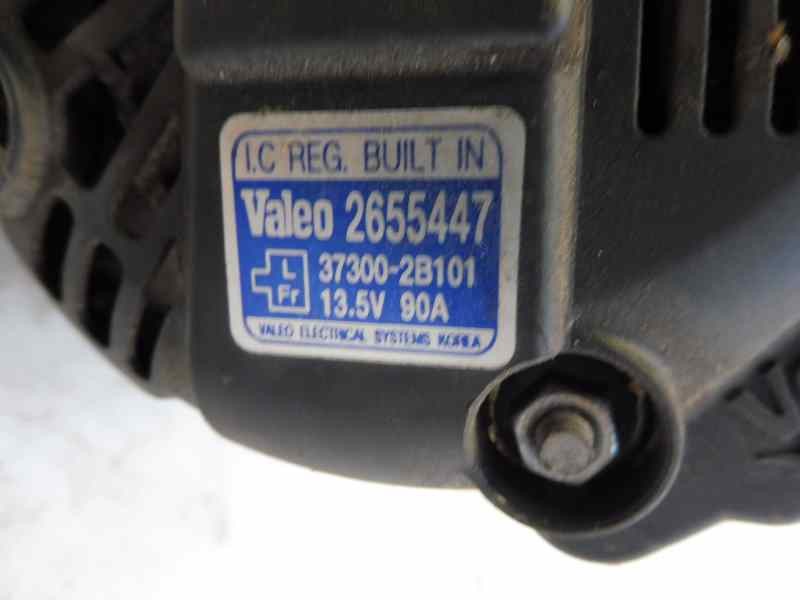 I.C REG. BUILT IN
Valeo 2655447
L 37300-2B101
Fr 13.5V 90A
VALEO ELECTRICAL SYSTEMS KOREA